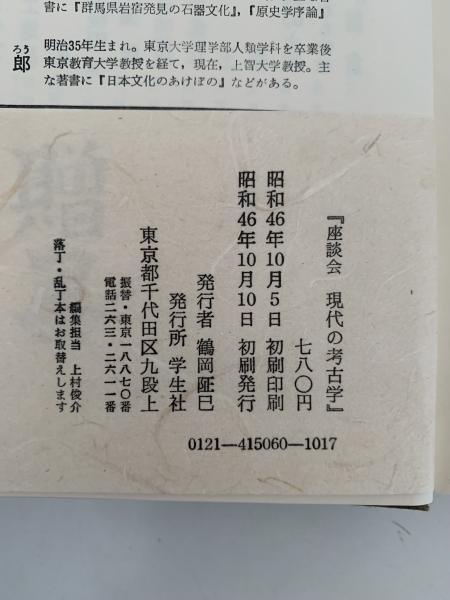 書に『群馬県岩宿発見の石器文化』,『原史学序論』
ろう
郎
明治35年生まれ。東京大学理学部人類学科を卒業後
東京教育大学教授を経て,現在,上智大学教授。主
な著書に『日本文化のあけぼの』などがある。
『座談会 現代の考古学』
七八〇円
昭和46年10月5日 初刷印刷
昭和46年10月10日 初刷発行
発行者 鶴岡阷巳
発行所 学生社
東京都千代田区九段上
振替・東京一八八七〇番
電話二六三・二六一一番
編集担当 上村俊介
落丁・乱丁本はお取替えします
0121—415060—1017